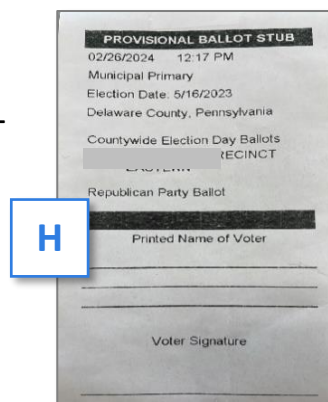 PROVISIONAL BALLOT STUB
02/26/2024 12:17 PM
Municipal Primary
Election Date: 5/16/2023
Delaware County, Pennsylvania
Countywide Election Day Ballots
RECINCT
EASTERN
Republican Party Ballot
H
Printed Name of Voter
Voter Signature